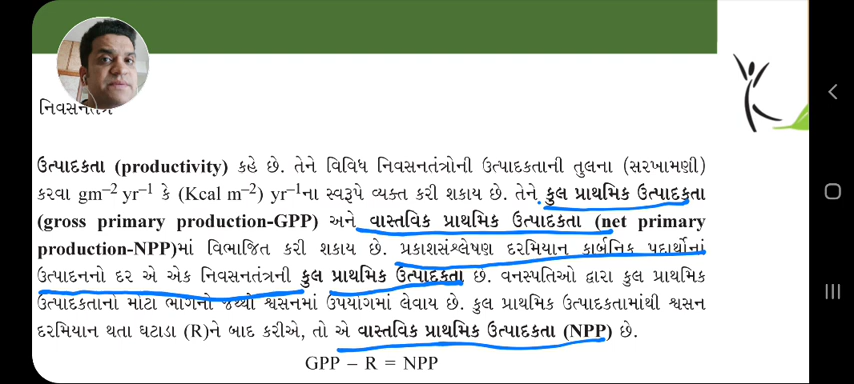 નિવસનતંત્ર
ઉત્પાદકતા (productivity) કહે છે. તેને વિવિધ નિવસનતંત્રોની ઉત્પાદકતાની તુલના (સરખામણી)
કરવા gm⁻² yr⁻¹ કે (Kcal m⁻²) yr⁻¹ના સ્વરૂપે વ્યક્ત કરી શકાય છે. તેને કુલ પ્રાથમિક ઉત્પાદકતા
(gross primary production-GPP) અને વાસ્તવિક પ્રાથમિક ઉત્પાદકતા (net primary
production-NPP)માં વિભાજિત કરી શકાય છે. પ્રકાશસંશ્લેષણ દરમિયાન કાર્બનિક પદાર્થોનાં
ઉત્પાદનનો દર એ એક નિવસનતંત્રની કુલ પ્રાથમિક ઉત્પાદકતા છે. વનસ્પતિઓ દ્વારા કુલ પ્રાથમિક
ઉત્પાદકતાનો મોટા ભાગનો જથ્થો શ્વસનમાં ઉપયોગમાં લેવાય છે. કુલ પ્રાથમિક ઉત્પાદકતામાંથી શ્વસન
દરમિયાન થતા ઘટાડા (R)ને બાદ કરીએ, તો એ વાસ્તવિક પ્રાથમિક ઉત્પાદકતા (NPP) છે.
GPP – R = NPP